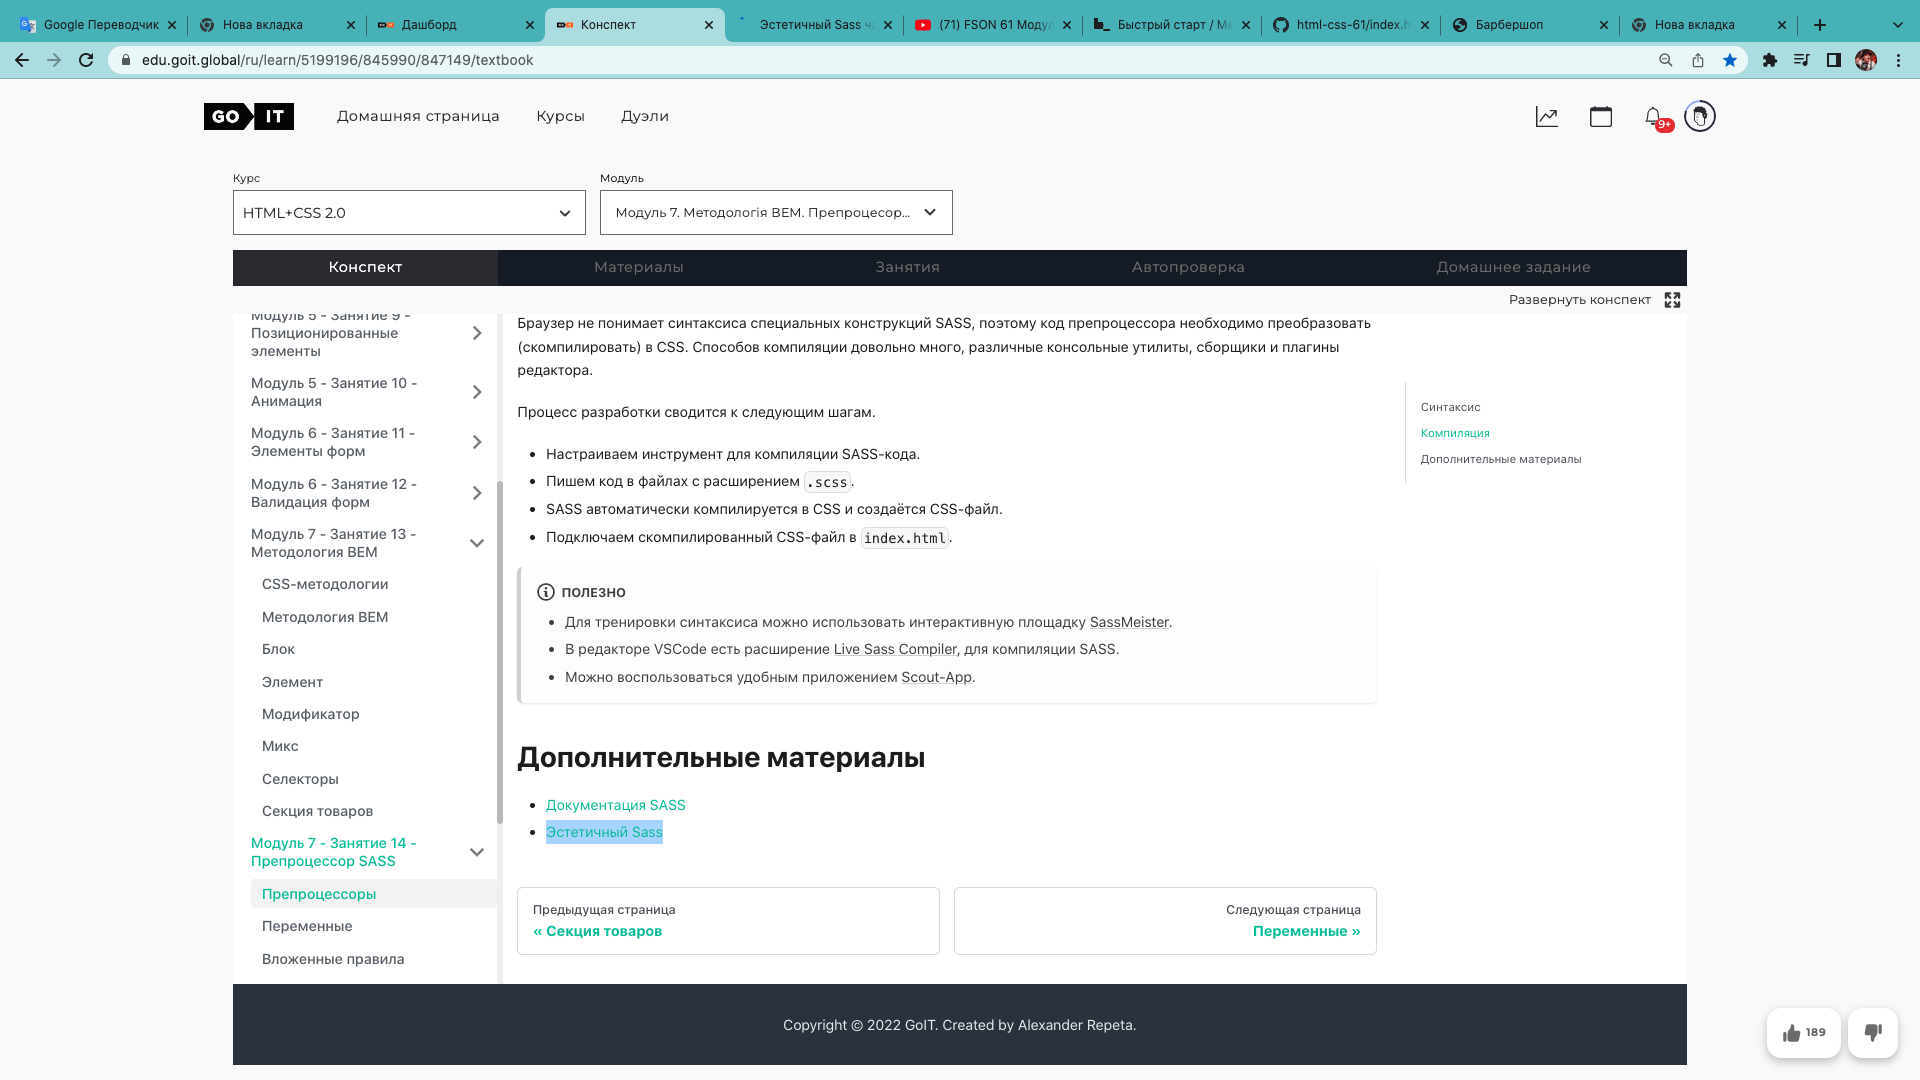 Google Переводчик
Нова вкладка
Дашборд
Конспект
Эстетичный Sass ча
(71) FSON 61 Модул
Быстрый старт / Ме
html-css-61/index.h
Барбершоп
Нова вкладка
edu.goit.global/ru/learn/5199196/845990/847149/textbook
GO IT
Домашняя страница
Курсы
Дуэли
9+
Курс
HTML+CSS 2.0
Модуль
Модуль 7. Методологія BEM. Препроцесор...
Конспект
Материалы
Занятия
Автопроверка
Домашнее задание
Развернуть конспект
Модуль 5 - Занятие 9 -
Позиционированные
элементы
Модуль 5 - Занятие 10 -
Анимация
Модуль 6 - Занятие 11 -
Элементы форм
Модуль 6 - Занятие 12 -
Валидация форм
Модуль 7 - Занятие 13 -
Методология BEM
CSS-методологии
Методология BEM
Блок
Элемент
Модификатор
Микс
Селекторы
Секция товаров
Модуль 7 - Занятие 14 -
Препроцессор SASS
Препроцессоры
Переменные
Вложенные правила
Браузер не понимает синтаксиса специальных конструкций SASS, поэтому код препроцессора необходимо преобразовать
(скомпилировать) в CSS. Способов компиляции довольно много, различные консольные утилиты, сборщики и плагины
редактора.
Процесс разработки сводится к следующим шагам.
Настраиваем инструмент для компиляции SASS-кода.
Пишем код в файлах с расширением .scss.
SASS автоматически компилируется в CSS и создаётся CSS-файл.
Подключаем скомпилированный CSS-файл в index.html.
ПОЛЕЗНО
Для тренировки синтаксиса можно использовать интерактивную площадку SassMeister.
В редакторе VSCode есть расширение Live Sass Compiler, для компиляции SASS.
Можно воспользоваться удобным приложением Scout-App.
Дополнительные материалы
Документация SASS
Эстетичный Sass
Предыдущая страница
« Секция товаров
Следующая страница
Переменные »
Синтаксис
Компиляция
Дополнительные материалы
Copyright © 2022 GoIT. Created by Alexander Repeta.
189